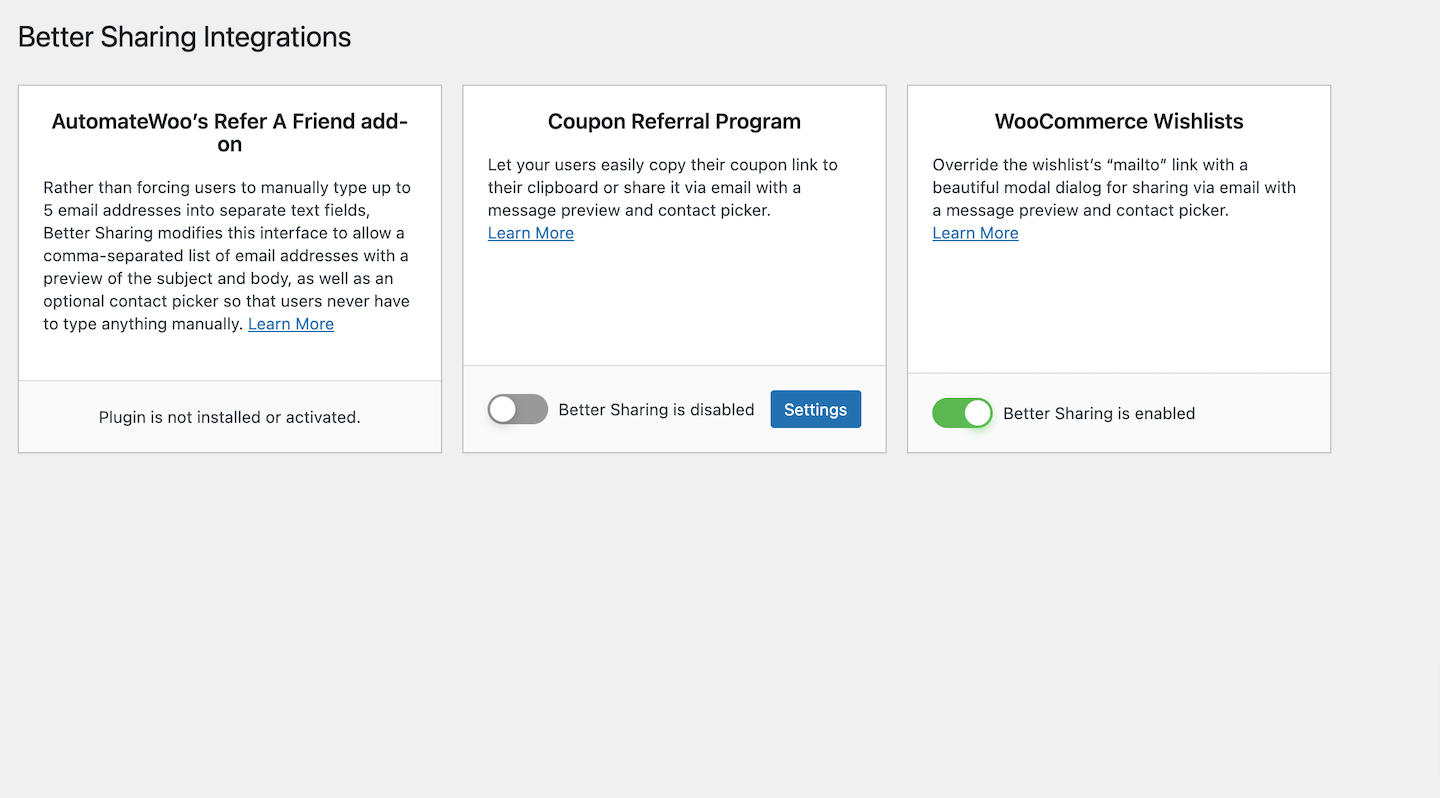 Better Sharing Integrations
AutomateWoo’s Refer A Friend add-
on
Rather than forcing users to manually type up to
5 email addresses into separate text fields,
Better Sharing modifies this interface to allow a
comma-separated list of email addresses with a
preview of the subject and body, as well as an
optional contact picker so that users never have
to type anything manually. Learn More
Plugin is not installed or activated.
Coupon Referral Program
Let your users easily copy their coupon link to
their clipboard or share it via email with a
message preview and contact picker.
Learn More
Better Sharing is disabled
Settings
WooCommerce Wishlists
Override the wishlist’s “mailto” link with a
beautiful modal dialog for sharing via email with
a message preview and contact picker.
Learn More
Better Sharing is enabled